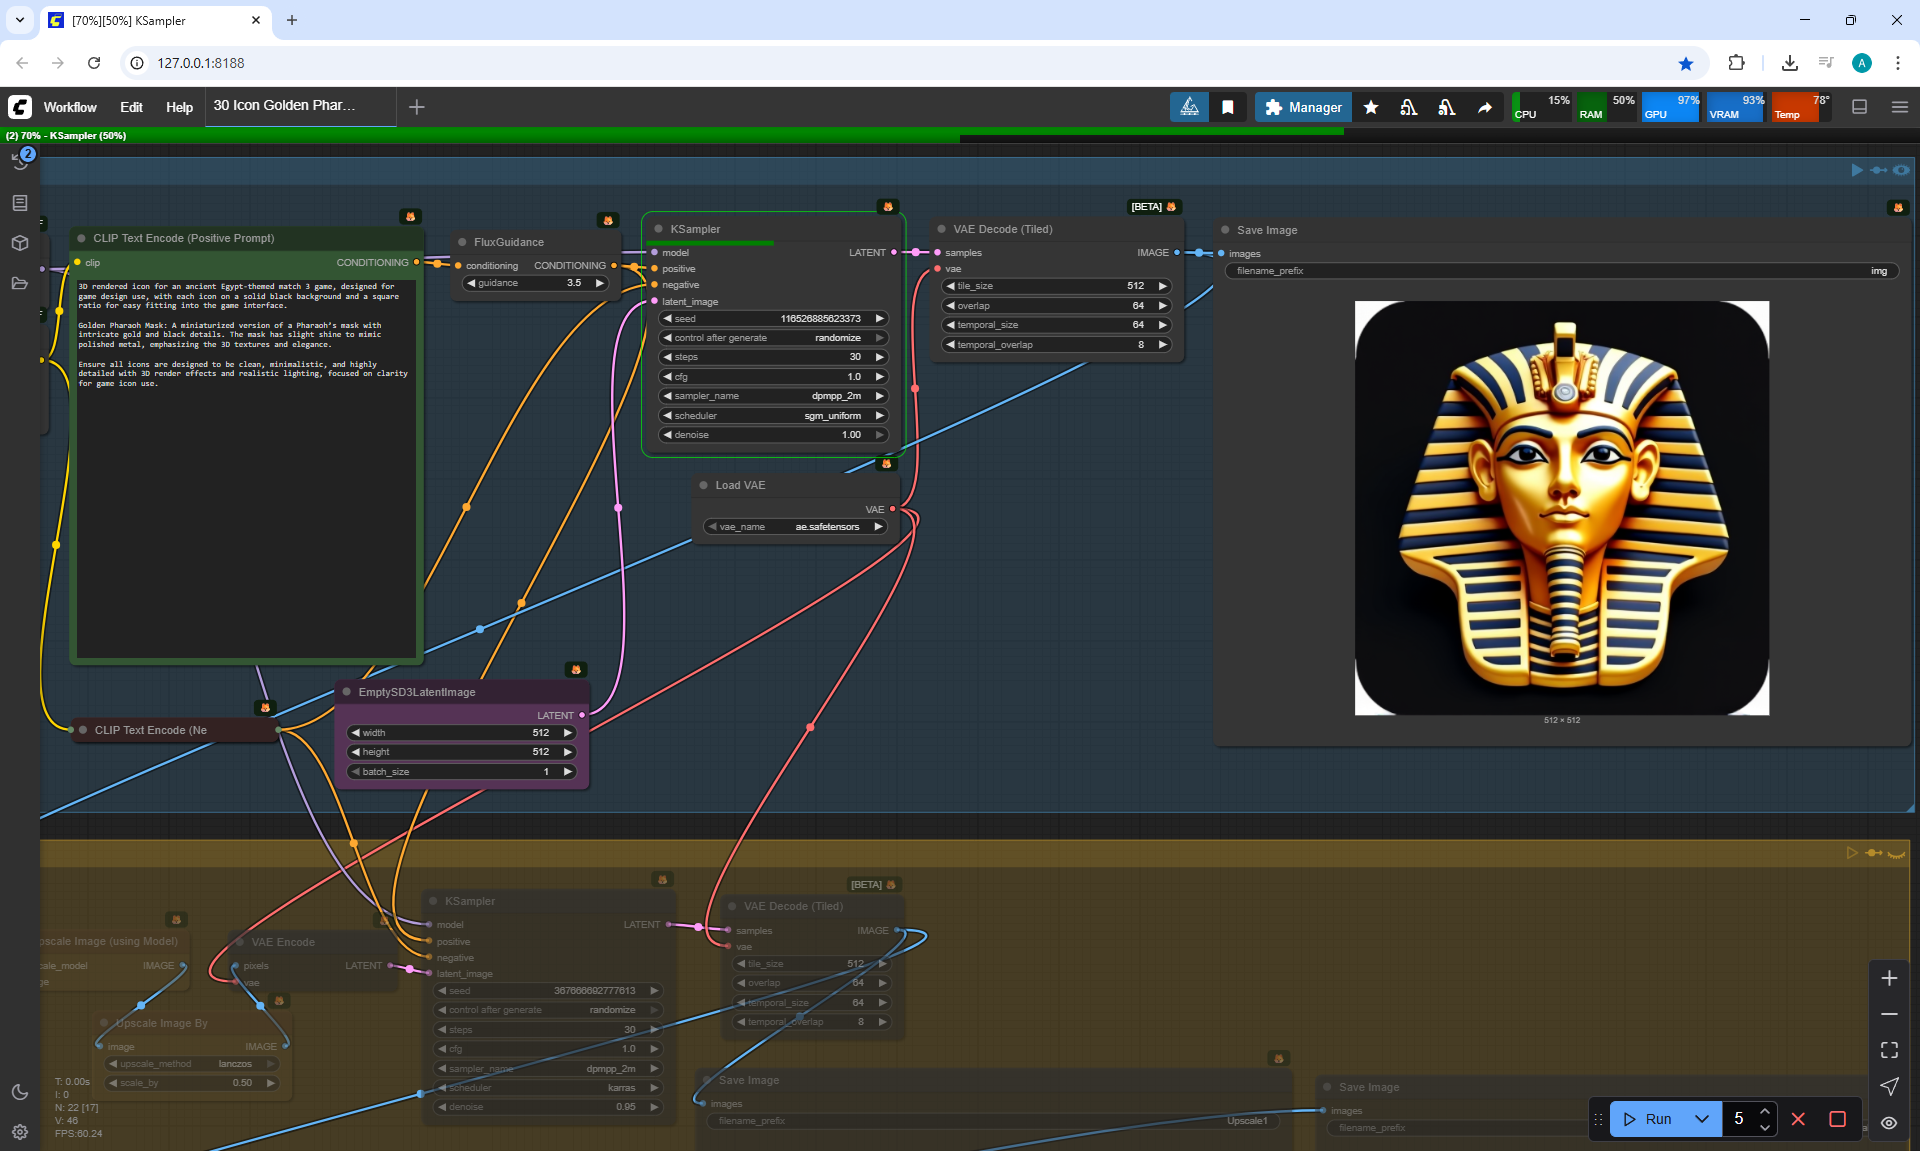 [70%][50%] KSampler
127.0.0.1:8188
A
Workflow Edit Help 30 Icon Golden Phar...
Manager
15% CPU 50% RAM 97% GPU 93% VRAM 78° Temp
(2) 70% - KSampler (50%)
2
CLIP Text Encode (Positive Prompt)
clip CONDITIONING
3D rendered icon for an ancient Egypt-themed match 3 game, designed for
game design use, with each icon on a solid black background and a square
ratio for easy fitting into the game interface.
Golden Pharaoh Mask: A miniaturized version of a Pharaoh's mask with
intricate gold and black details. The mask has slight shine to mimic
polished metal, emphasizing the 3D textures and elegance.
Ensure all icons are designed to be clean, minimalistic, and highly
detailed with 3D render effects and realistic lighting, focused on clarity
for game icon use.
FluxGuidance
conditioning CONDITIONING
guidance 3.5
KSampler
model LATENT
positive
negative
latent_image
seed 116526885623373
control after generate randomize
steps 30
cfg 1.0
sampler_name dpmpp_2m
scheduler sgm_uniform
denoise 1.00
[BETA]
VAE Decode (Tiled)
samples IMAGE
vae
tile_size 512
overlap 64
temporal_size 64
temporal_overlap 8
Save Image
images
filename_prefix img
512 × 512
Load VAE
VAE
vae_name ae.safetensors
CLIP Text Encode (Ne
EmptySD3LatentImage
LATENT
width 512
height 512
batch_size 1
pscale Image (using Model)
cale_model IMAGE
ge
VAE Encode
pixels LATENT
vae
Upscale Image By
image IMAGE
upscale_method lanczos
scale_by 0.50
T: 0.00s
I: 0
N: 22 [17]
V: 46
FPS:60.24
KSampler
model LATENT
positive
negative
latent_image
seed 367666692777613
control after generate randomize
steps 30
cfg 1.0
sampler_name dpmpp_2m
scheduler karras
denoise 0.95
[BETA]
VAE Decode (Tiled)
samples IMAGE
vae
tile_size 512
overlap 64
temporal_size 64
temporal_overlap 8
Save Image
images
filename_prefix Upscale1
Save Image
images
filename_prefix
Run 5